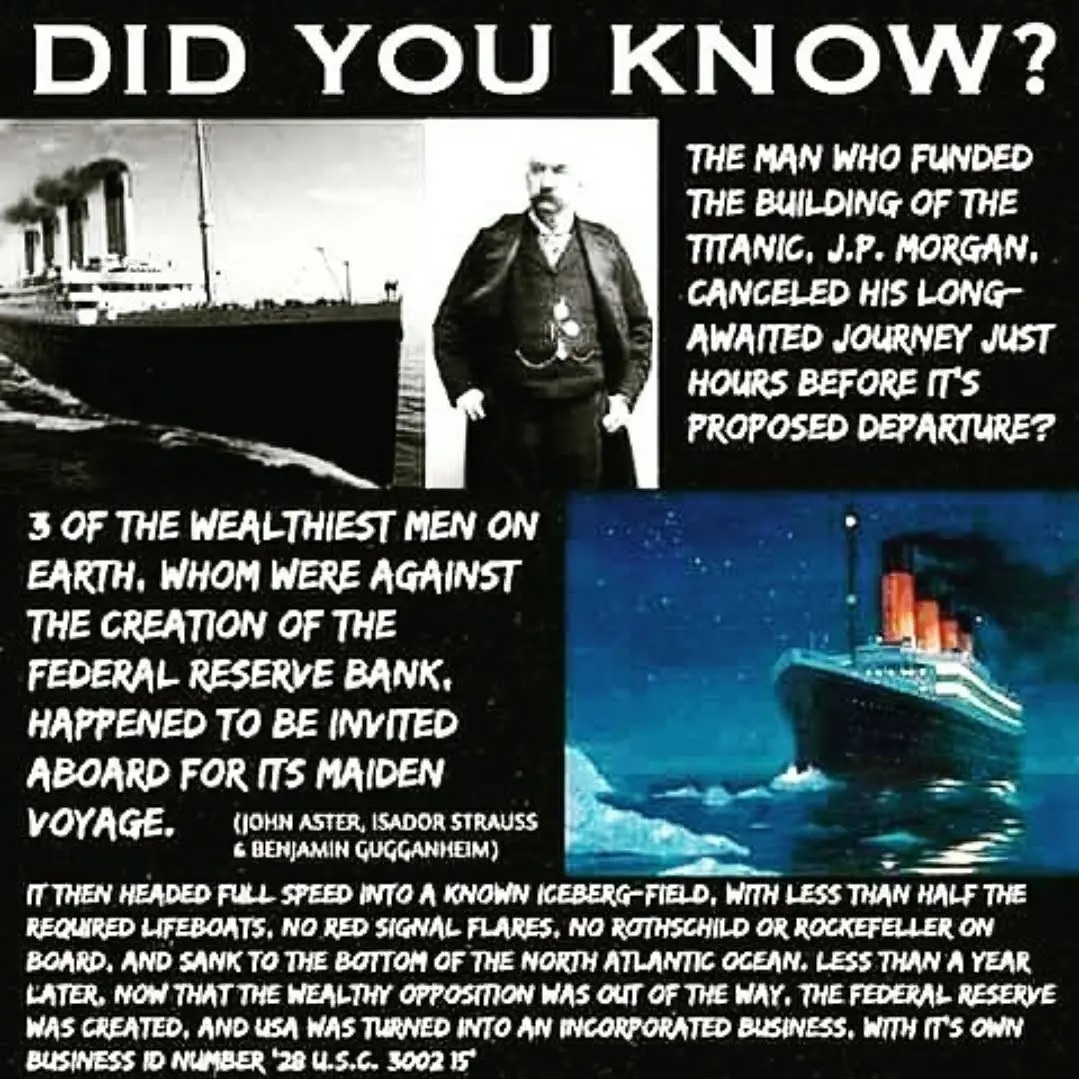 DID YOU KNOW?
THE MAN WHO FUNDED
THE BUILDING OF THE
TITANIC, J.P. MORGAN,
CANCELED HIS LONG-
AWAITED JOURNEY JUST
HOURS BEFORE IT'S
PROPOSED DEPARTURE?
3 OF THE WEALTHIEST MEN ON
EARTH, WHOM WERE AGAINST
THE CREATION OF THE
FEDERAL RESERVE BANK,
HAPPENED TO BE INVITED
ABOARD FOR ITS MAIDEN
VOYAGE.
(JOHN ASTER, ISADOR STRAUSS
& BENJAMIN GUGGANHEIM)
IT THEN HEADED FULL SPEED INTO A KNOWN ICEBERG-FIELD, WITH LESS THAN HALF THE
REQUIRED LIFEBOATS, NO RED SIGNAL FLARES, NO ROTHSCHILD OR ROCKEFELLER ON
BOARD, AND SANK TO THE BOTTOM OF THE NORTH ATLANTIC OCEAN. LESS THAN A YEAR
LATER, NOW THAT THE WEALTHY OPPOSITION WAS OUT OF THE WAY, THE FEDERAL RESERVE
WAS CREATED, AND USA WAS TURNED INTO AN INCORPORATED BUSINESS, WITH IT'S OWN
BUSINESS ID NUMBER '28 U.S.C. 3002 15'